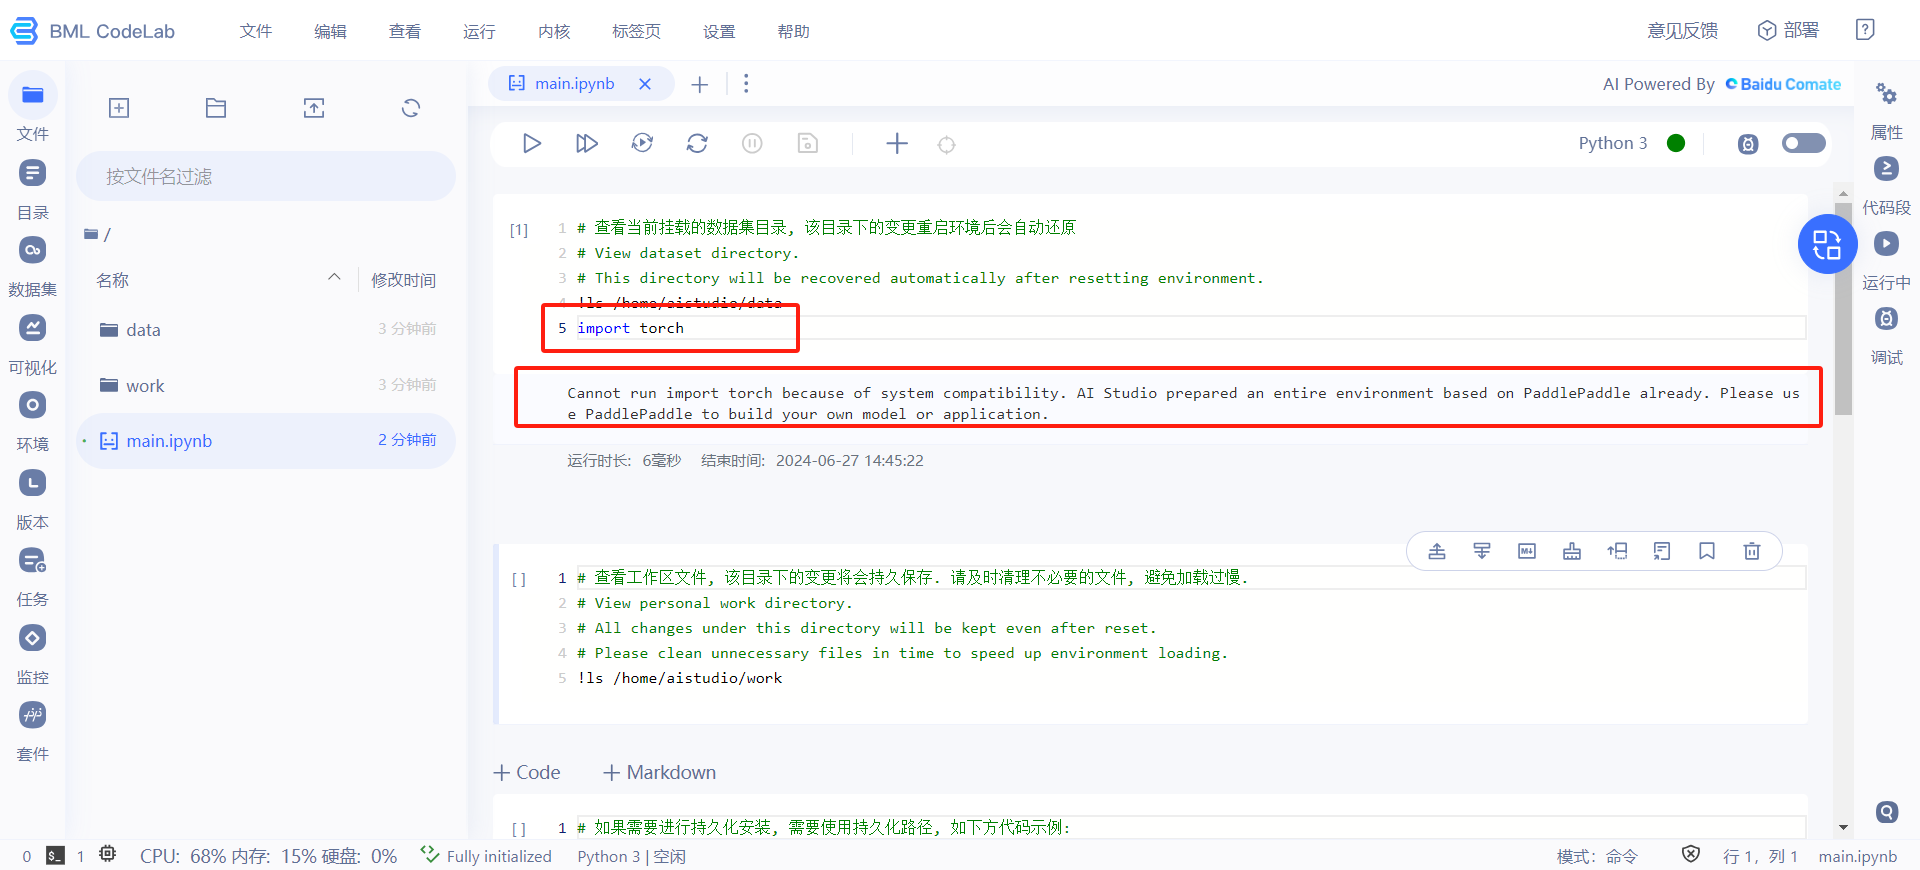 BML CodeLab 文件 编辑 查看 运行 内核 标签页 设置 帮助 意见反馈 部署
main.ipynb
AI Powered By Baidu Comate
Python 3
文件
目录
数据集
可视化
环境
版本
任务
监控
套件
按文件名过滤
/
名称 修改时间
data 3 分钟前
work 3 分钟前
main.ipynb 2 分钟前
[1]
1 # 查看当前挂载的数据集目录, 该目录下的变更重启环境后会自动还原
2 # View dataset directory.
3 # This directory will be recovered automatically after resetting environment.
4 !ls /home/aistudio/data
5 import torch
Cannot run import torch because of system compatibility. AI Studio prepared an entire environment based on PaddlePaddle already. Please us
e PaddlePaddle to build your own model or application.
运行时长: 6毫秒 结束时间: 2024-06-27 14:45:22
[ ]
1 # 查看工作区文件, 该目录下的变更将会持久保存. 请及时清理不必要的文件, 避免加载过慢.
2 # View personal work directory.
3 # All changes under this directory will be kept even after reset.
4 # Please clean unnecessary files in time to speed up environment loading.
5 !ls /home/aistudio/work
Code Markdown
[ ]
1 # 如果需要进行持久化安装, 需要使用持久化路径, 如下方代码示例:
属性
代码段
运行中
调试
0 1 CPU: 68% 内存: 15% 硬盘: 0% Fully initialized Python 3 | 空闲 模式: 命令 行 1, 列 1 main.ipynb